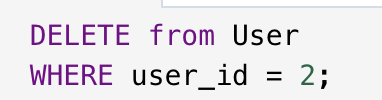 DELETE from User
WHERE user_id = 2;